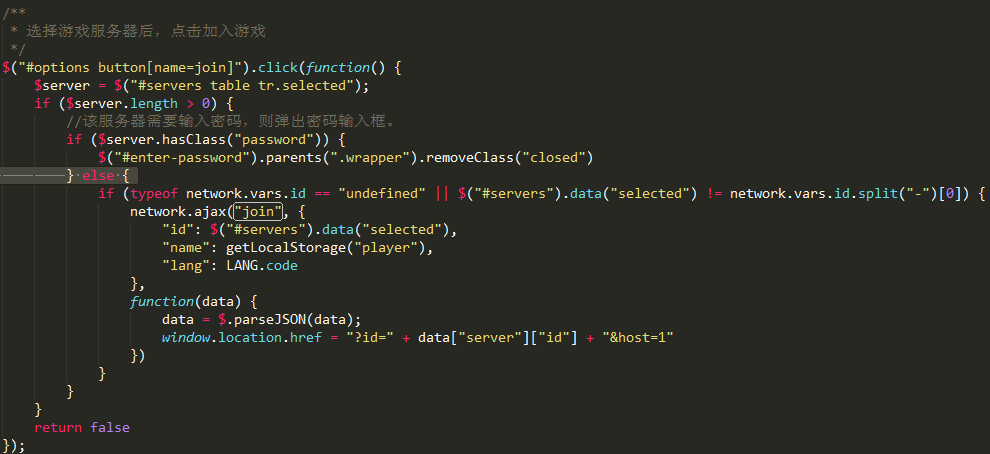 /**
 * 选择游戏服务器后，点击加入游戏
 */
$("#options button[name=join]").click(function() {
    $server = $("#servers table tr.selected");
    if ($server.length > 0) {
        //该服务器需要输入密码，则弹出密码输入框。
        if ($server.hasClass("password")) {
            $("#enter-password").parents(".wrapper").removeClass("closed")
        } else {
            if (typeof network.vars.id == "undefined" || $("#servers").data("selected") != network.vars.id.split("-")[0]) {
                network.ajax("join", {
                    "id": $("#servers").data("selected"),
                    "name": getLocalStorage("player"),
                    "lang": LANG.code
                },
                function(data) {
                    data = $.parseJSON(data);
                    window.location.href = "?id=" + data["server"]["id"] + "&host=1"
                })
            }
        }
    }
    return false
});